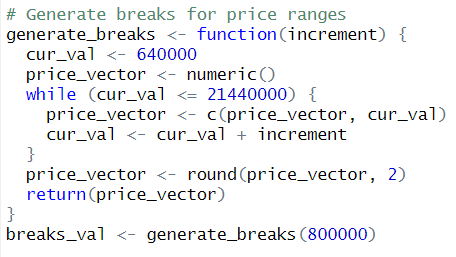 # Generate breaks for price ranges
generate_breaks <- function(increment) {
  cur_val <- 640000
  price_vector <- numeric()
  while (cur_val <= 21440000) {
    price_vector <- c(price_vector, cur_val)
    cur_val <- cur_val + increment
  }
  price_vector <- round(price_vector, 2)
  return(price_vector)
}
breaks_val <- generate_breaks(800000)